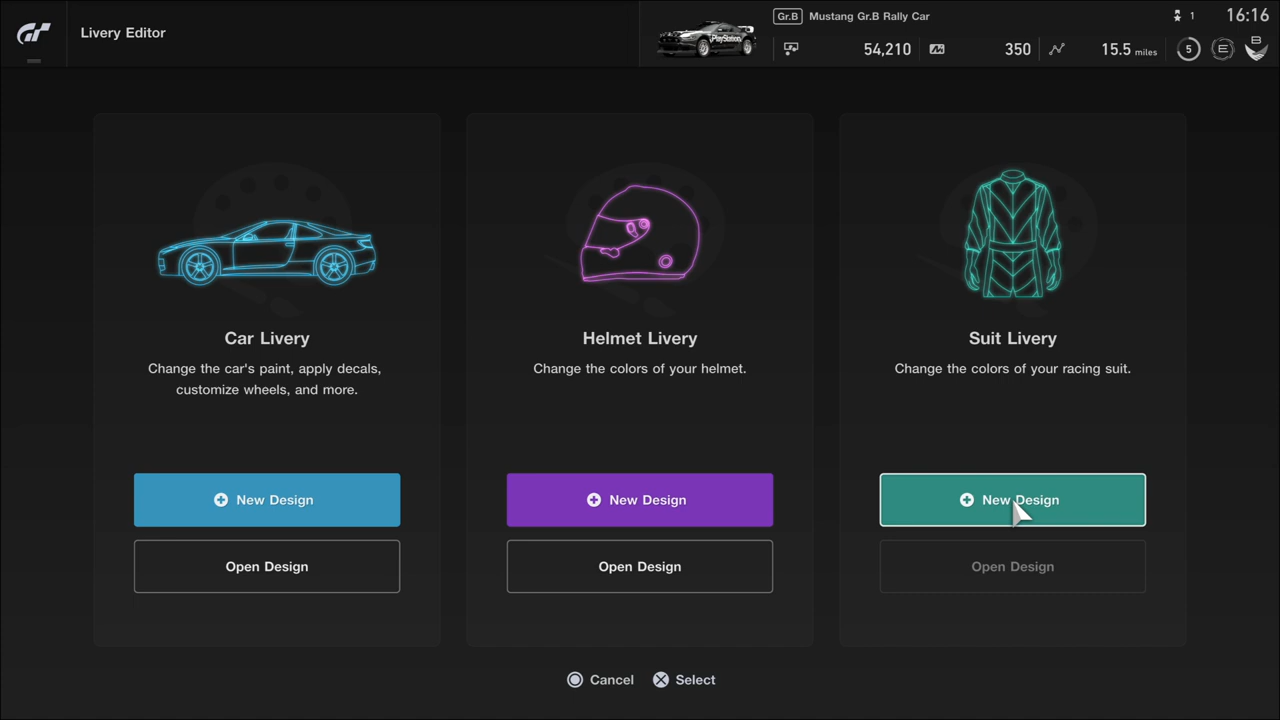 Livery Editor
PlayStation
Gr.B Mustang Gr.B Rally Car
1
16:16
54,210
350
15.5 miles
5
E
B
Car Livery
Change the car's paint, apply decals,
customize wheels, and more.
New Design
Open Design
Helmet Livery
Change the colors of your helmet.
New Design
Open Design
Suit Livery
Change the colors of your racing suit.
New Design
Open Design
Cancel
Select